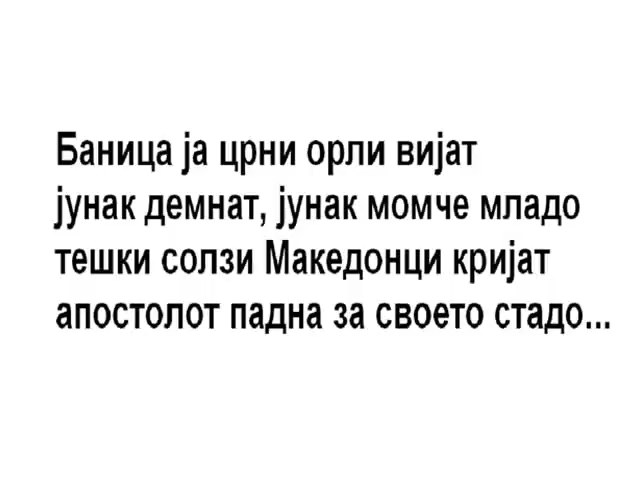 Баница ја црни орли вијат
јунак демнат, јунак момче младо
тешки солзи Македонци кријат
апостолот падна за своето стадо...